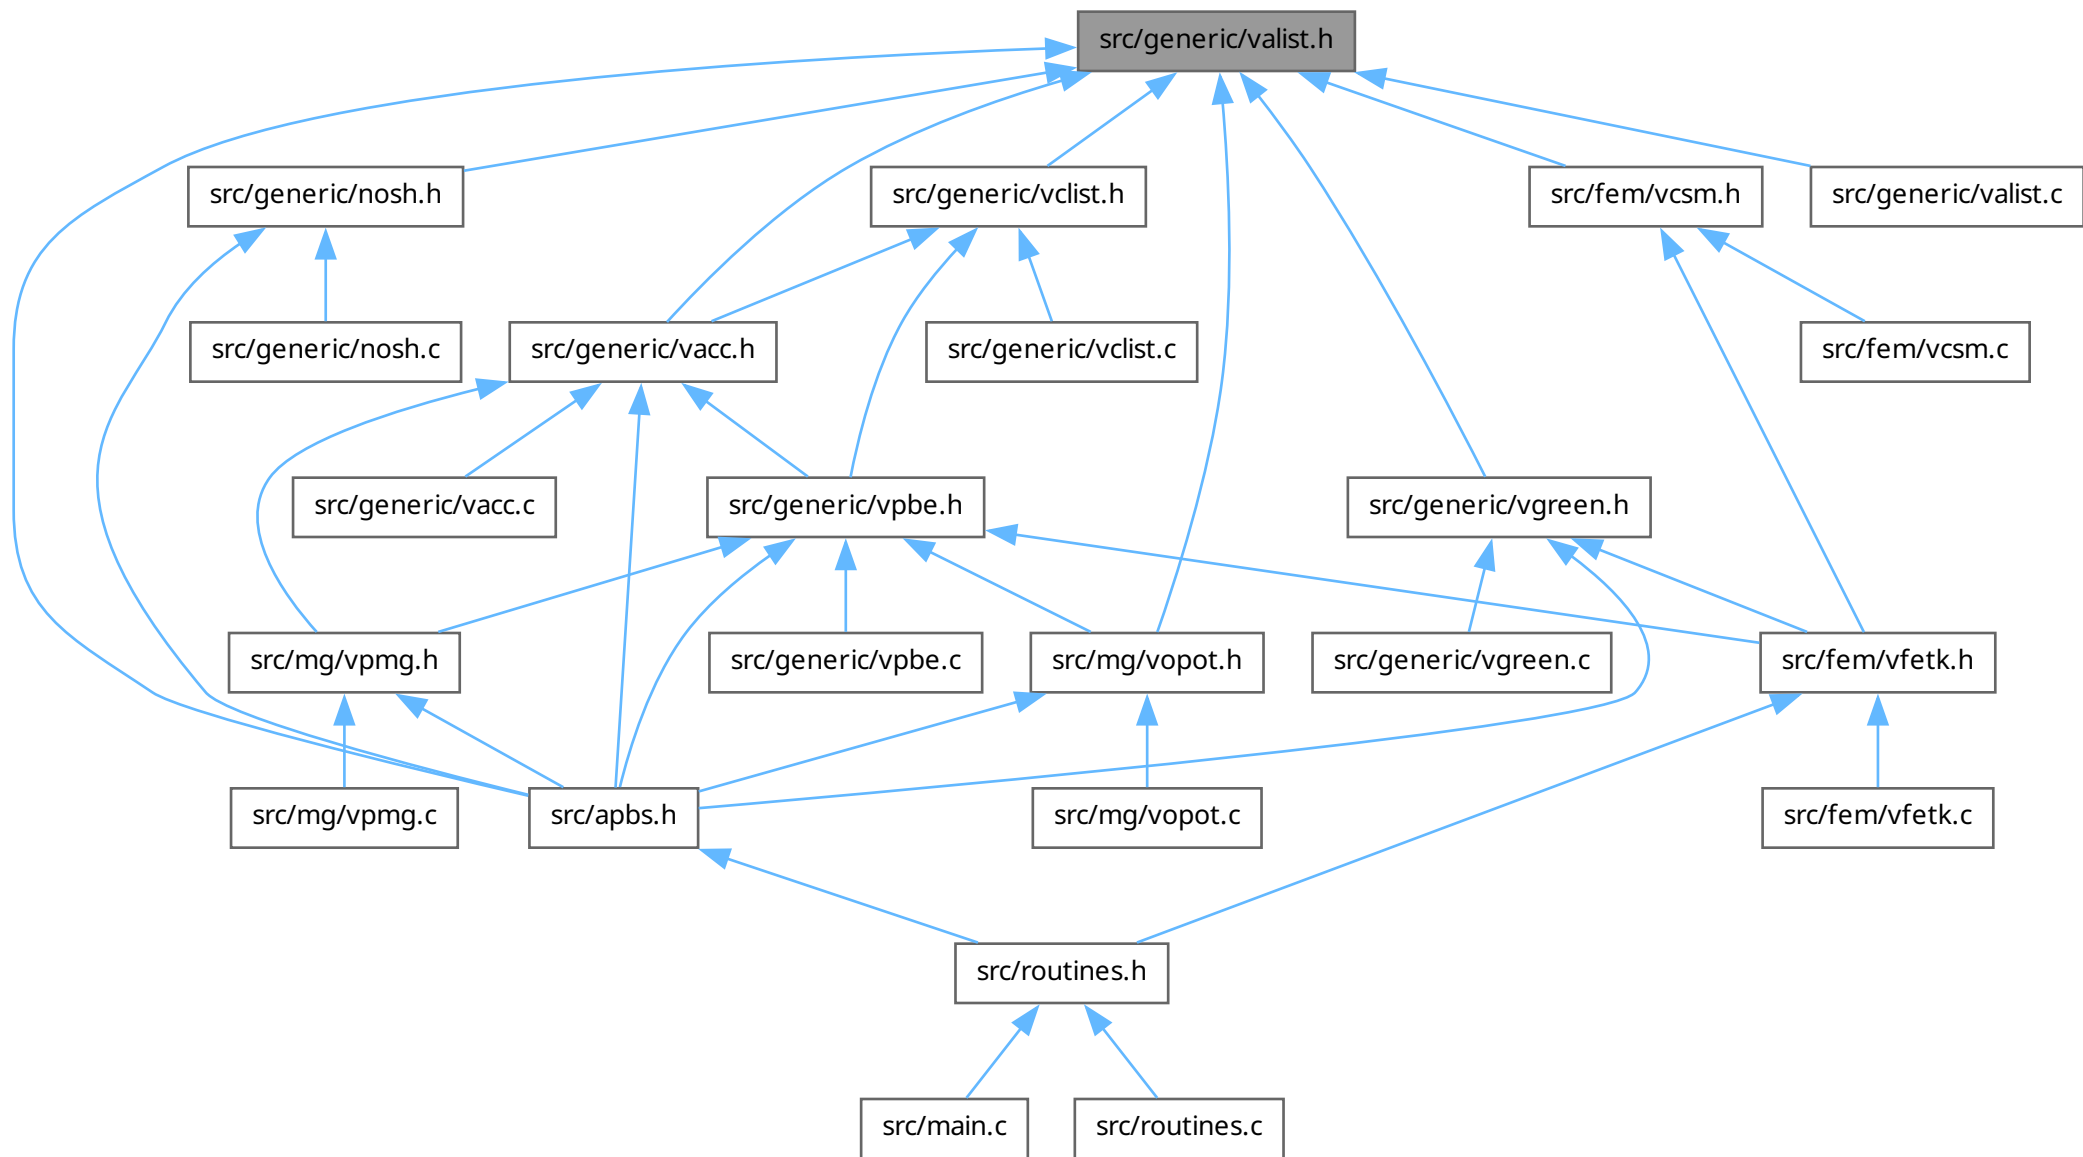 src/generic/valist.h
src/generic/nosh.h
src/generic/vclist.h
src/fem/vcsm.h
src/generic/valist.c
src/generic/nosh.c
src/generic/vacc.h
src/generic/vclist.c
src/fem/vcsm.c
src/generic/vacc.c
src/generic/vpbe.h
src/generic/vgreen.h
src/mg/vpmg.h
src/generic/vpbe.c
src/mg/vopot.h
src/generic/vgreen.c
src/fem/vfetk.h
src/mg/vpmg.c
src/apbs.h
src/mg/vopot.c
src/fem/vfetk.c
src/routines.h
src/main.c
src/routines.c